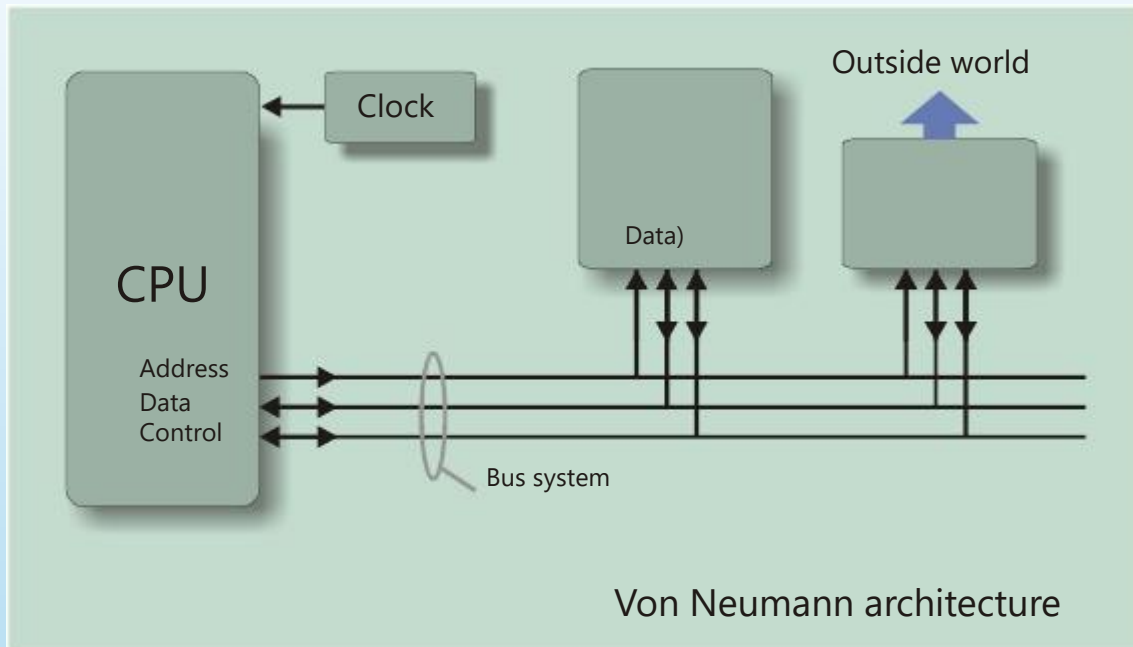 Outside world
Clock
Data)
CPU
Address
Data
Control
Bus system
Von Neumann architecture